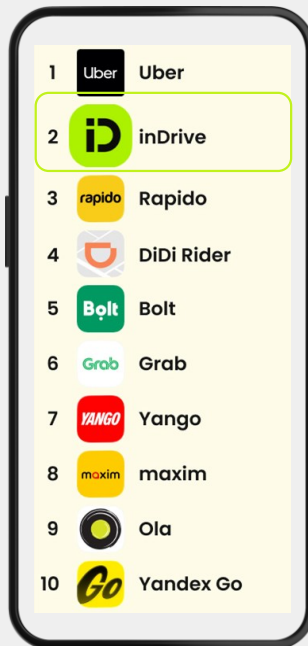 1 Uber Uber
2 iD inDrive
3 rapido Rapido
4 DiDi Rider
5 Bolt Bolt
6 Grab Grab
7 YANGO Yango
8 maxim maxim
9 Ola
10 Go Yandex Go